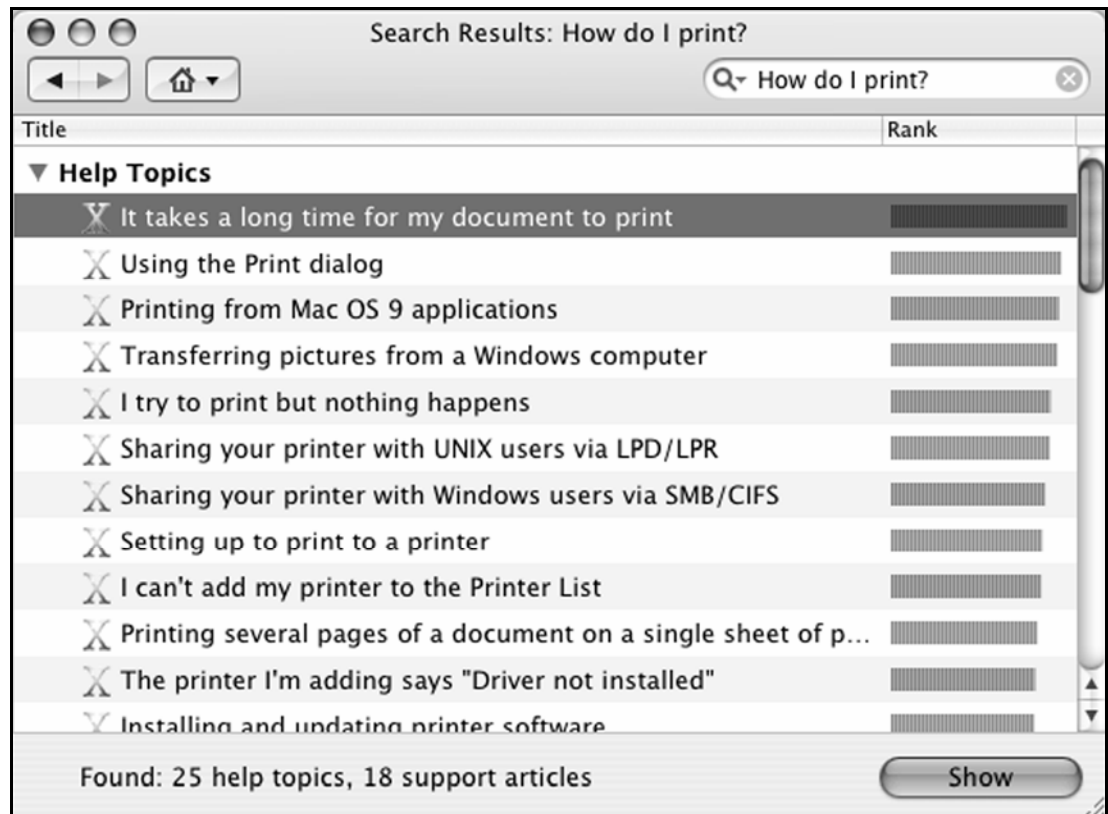 Search Results: How do I print?
How do I print?
Title Rank
Help Topics
It takes a long time for my document to print
Using the Print dialog
Printing from Mac OS 9 applications
Transferring pictures from a Windows computer
I try to print but nothing happens
Sharing your printer with UNIX users via LPD/LPR
Sharing your printer with Windows users via SMB/CIFS
Setting up to print to a printer
I can't add my printer to the Printer List
Printing several pages of a document on a single sheet of p...
The printer I'm adding says "Driver not installed"
Installing and updating printer software
Found: 25 help topics, 18 support articles Show